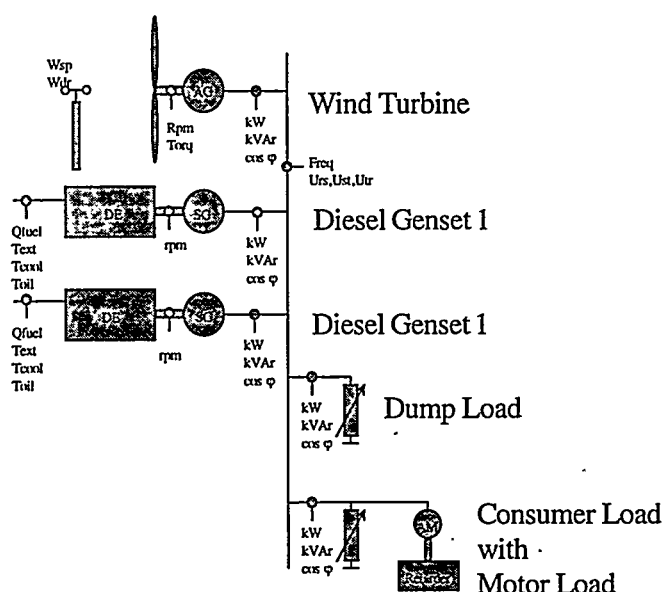 Wsp
Wdr
AG
Rpm
Torq
kW
kVAr
cos φ
Wind Turbine
Freq
Urs,Ust,Utr
DE
SG
Qfuel
Text
Tcool
Toil
rpm
kW
kVAr
cos φ
Diesel Genset 1
DE
SG
Qfuel
Text
Tcool
Toil
rpm
kW
kVAr
cos φ
Diesel Genset 1
kW
kVAr
cos φ
Dump Load
kW
kVAr
cos φ
AM
Retarder
Consumer Load
with
Motor Load